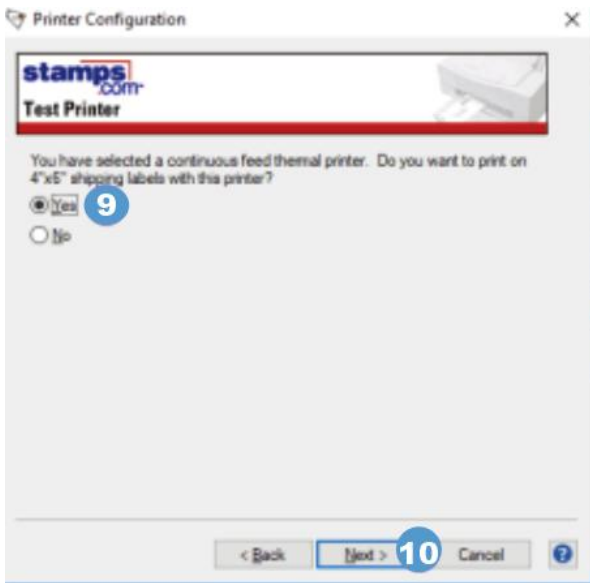 Printer Configuration
stamps
.com
Test Printer
You have selected a continuous feed thermal printer. Do you want to print on
4"x6" shipping labels with this printer?
Yes 9
No
< Back Next > 10 Cancel ?